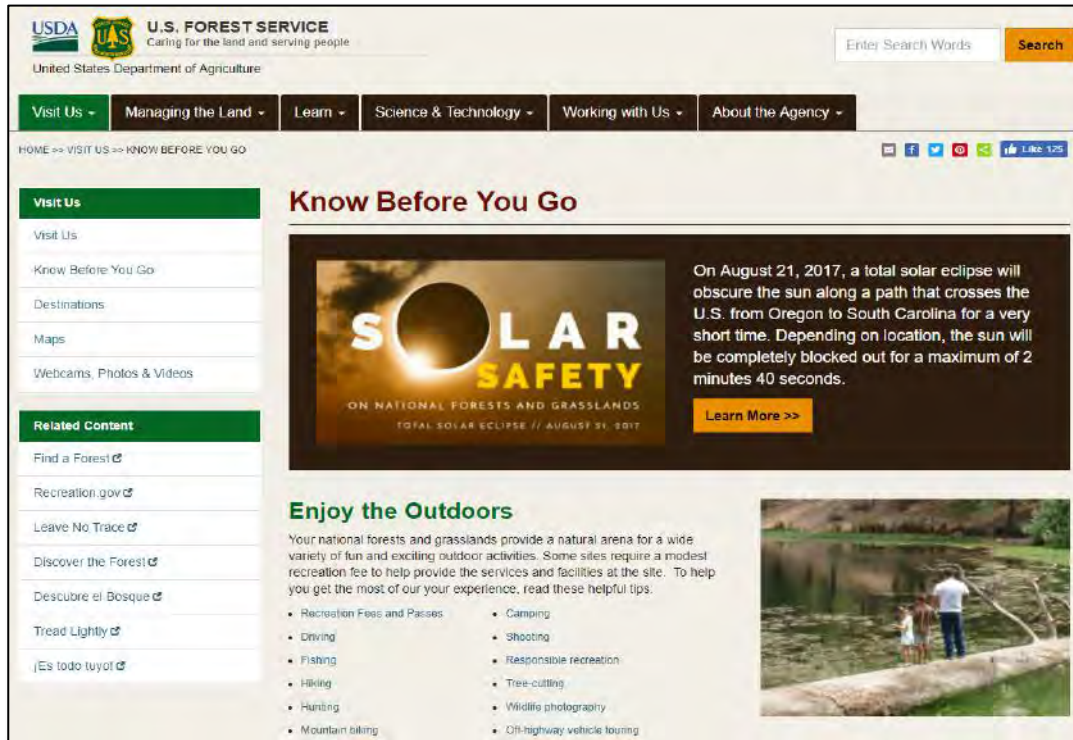 USDA
UAS
U.S. FOREST SERVICE
Caring for the land and serving people
United States Department of Agriculture
Enter Search Words
Search
Visit Us
Managing the Land
Learn
Science & Technology
Working with Us
About the Agency
HOME >> VISIT US >> KNOW BEFORE YOU GO
Like 125
Visit Us
Visit Us
Know Before You Go
Destinations
Maps
Webcams, Photos & Videos
Related Content
Find a Forest
Recreation.gov
Leave No Trace
Discover the Forest
Descubre el Bosque
Tread Lightly
¡Es todo tuyo!
Know Before You Go
SOLAR
SAFETY
ON NATIONAL FORESTS AND GRASSLANDS
TOTAL SOLAR ECLIPSE // AUGUST 21, 2017
On August 21, 2017, a total solar eclipse will
obscure the sun along a path that crosses the
U.S. from Oregon to South Carolina for a very
short time. Depending on location, the sun will
be completely blocked out for a maximum of 2
minutes 40 seconds.
Learn More >>
Enjoy the Outdoors
Your national forests and grasslands provide a natural arena for a wide
variety of fun and exciting outdoor activities. Some sites require a modest
recreation fee to help provide the services and facilities at the site. To help
you get the most of our your experience, read these helpful tips.
Recreation Fees and Passes
Driving
Fishing
Hiking
Hunting
Mountain biking
Camping
Shooting
Responsible recreation
Tree-cutting
Wildlife photography
Off-highway vehicle touring